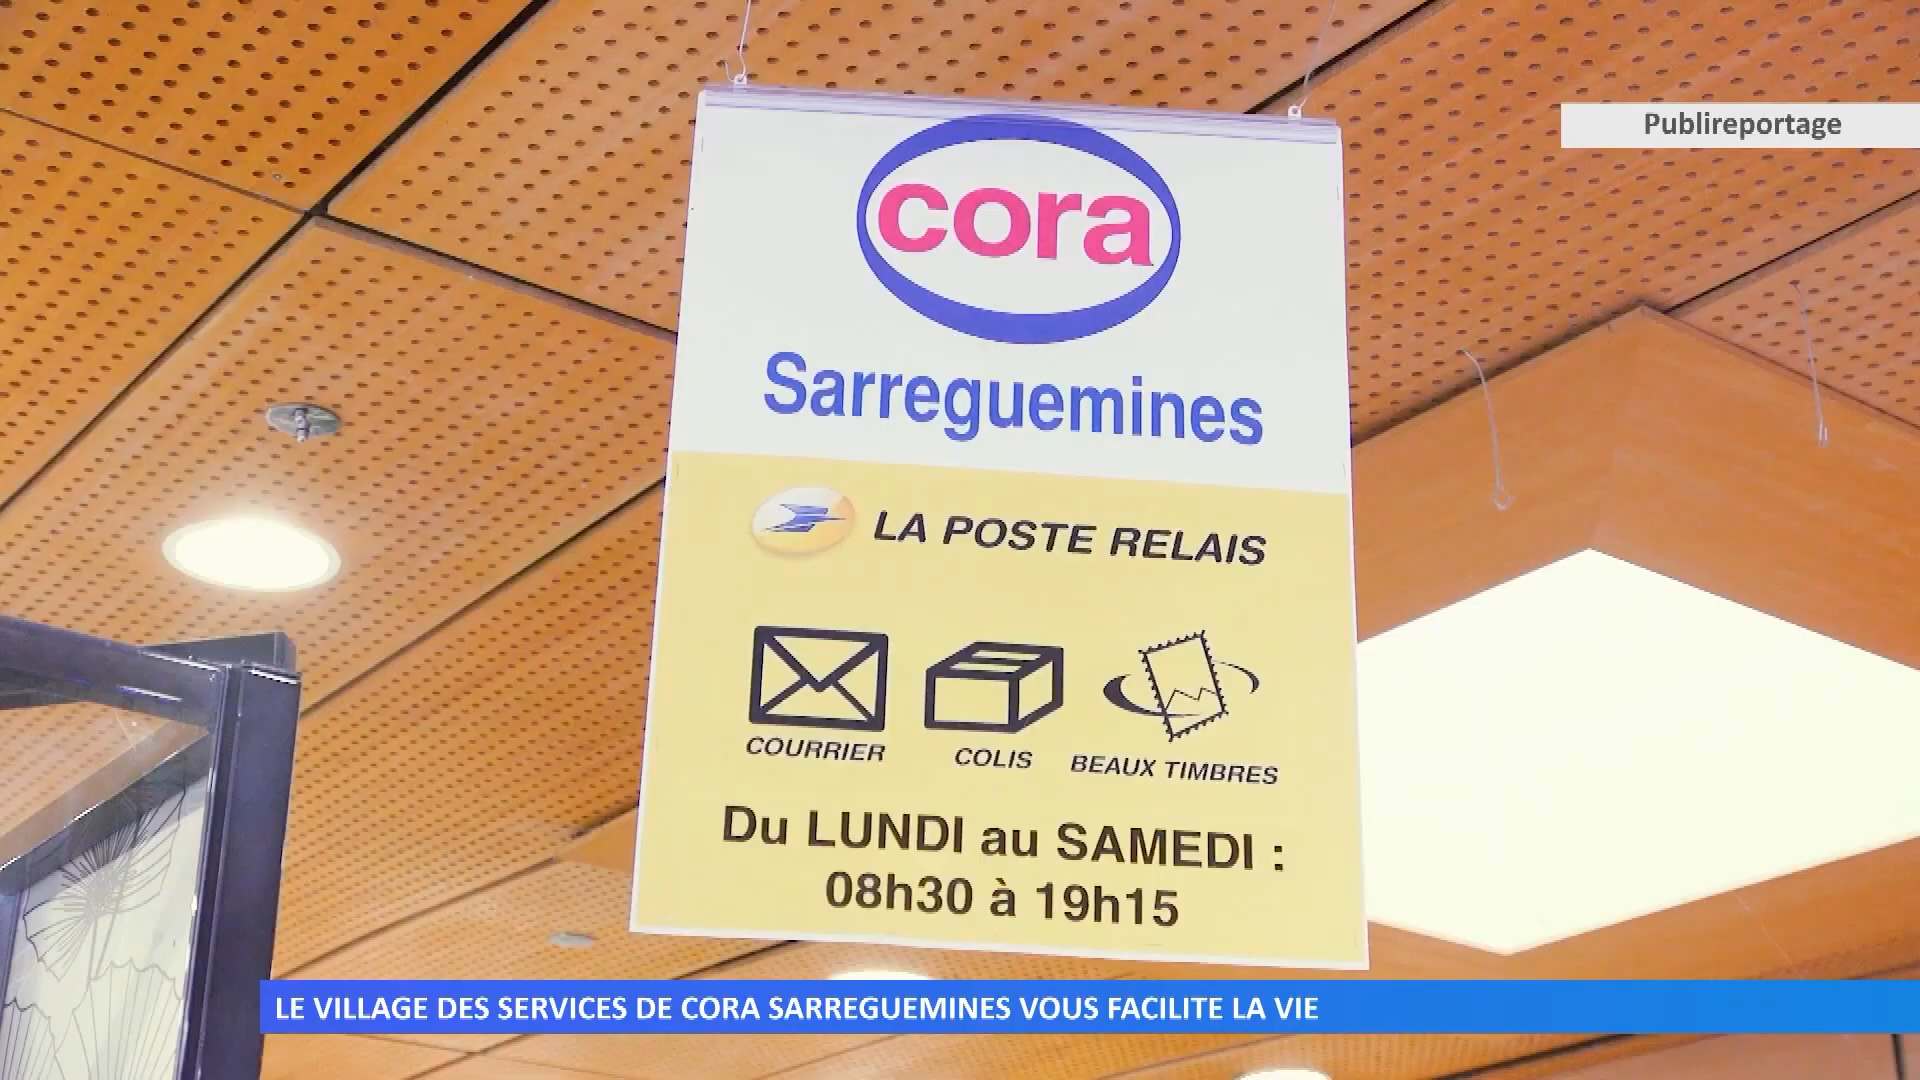 Publireportage
cora
Sarreguemines
LA POSTE RELAIS
COURRIER COLIS BEAUX TIMBRES
Du LUNDI au SAMEDI :
08h30 à 19h15
LE VILLAGE DES SERVICES DE CORA SARREGUEMINES VOUS FACILITE LA VIE